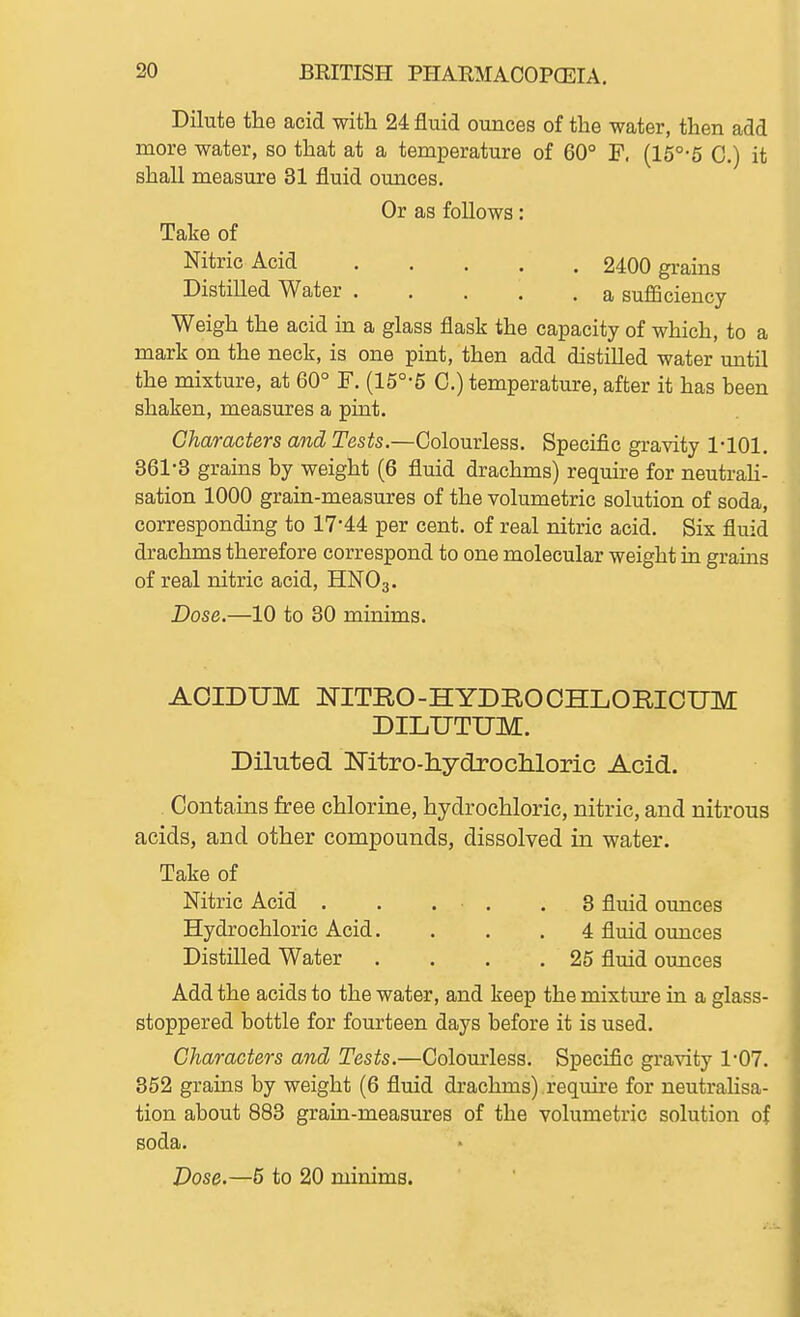 20 BRITISH PHARMACOPŒIA.
Dilute the acid with 24 fluid ounces of the water, then add
more water, so that at a temperature of 60° F. (15°·5 C.) it
shall measure 31 fluid ounces.
Or as follows:
Take of
Nitric Acid . . . . . 2400 grains
Distilled Water . . . . . a sufficiency
Weigh the acid in a glass flask the capacity of which, to a
mark on the neck, is one pint, then add distilled water until
the mixture, at 60° F. (15°·5 C.) temperature, after it has been
shaken, measures a pint.
Characters and Tests.—Colourless. Specific gravity 1·101.
361·3 grains by weight (6 fluid drachms) require for neutrali-
sation 1000 grain-measures of the volumetric solution of soda,
corresponding to 17·44 per cent. of real nitric acid. Six fluid
drachms therefore correspond to one molecular weight in grains
of real nitric acid, HNO₃.
Dose.—10 to 30 minims.
ACIDUM NITRO-HYDROCHLORICUM
DILUTUM.
Diluted Nitro-hydrochloric Acid.
Contains free chlorine, hydrochloric, nitric, and nitrous
acids, and other compounds, dissolved in water.
Take of
Nitric Acid . . . . . 3 fluid ounces
Hydrochloric Acid. . . . 4 fluid ounces
Distilled Water . . . . 25 fluid ounces
Add the acids to the water, and keep the mixture in a glass-
stoppered bottle for fourteen days before it is used.
Characters and Tests.—Colourless. Specific gravity 1·07.
352 grains by weight (6 fluid drachms) require for neutralisa-
tion about 883 grain-measures of the volumetric solution of
soda.
Dose.—5 to 20 minims.